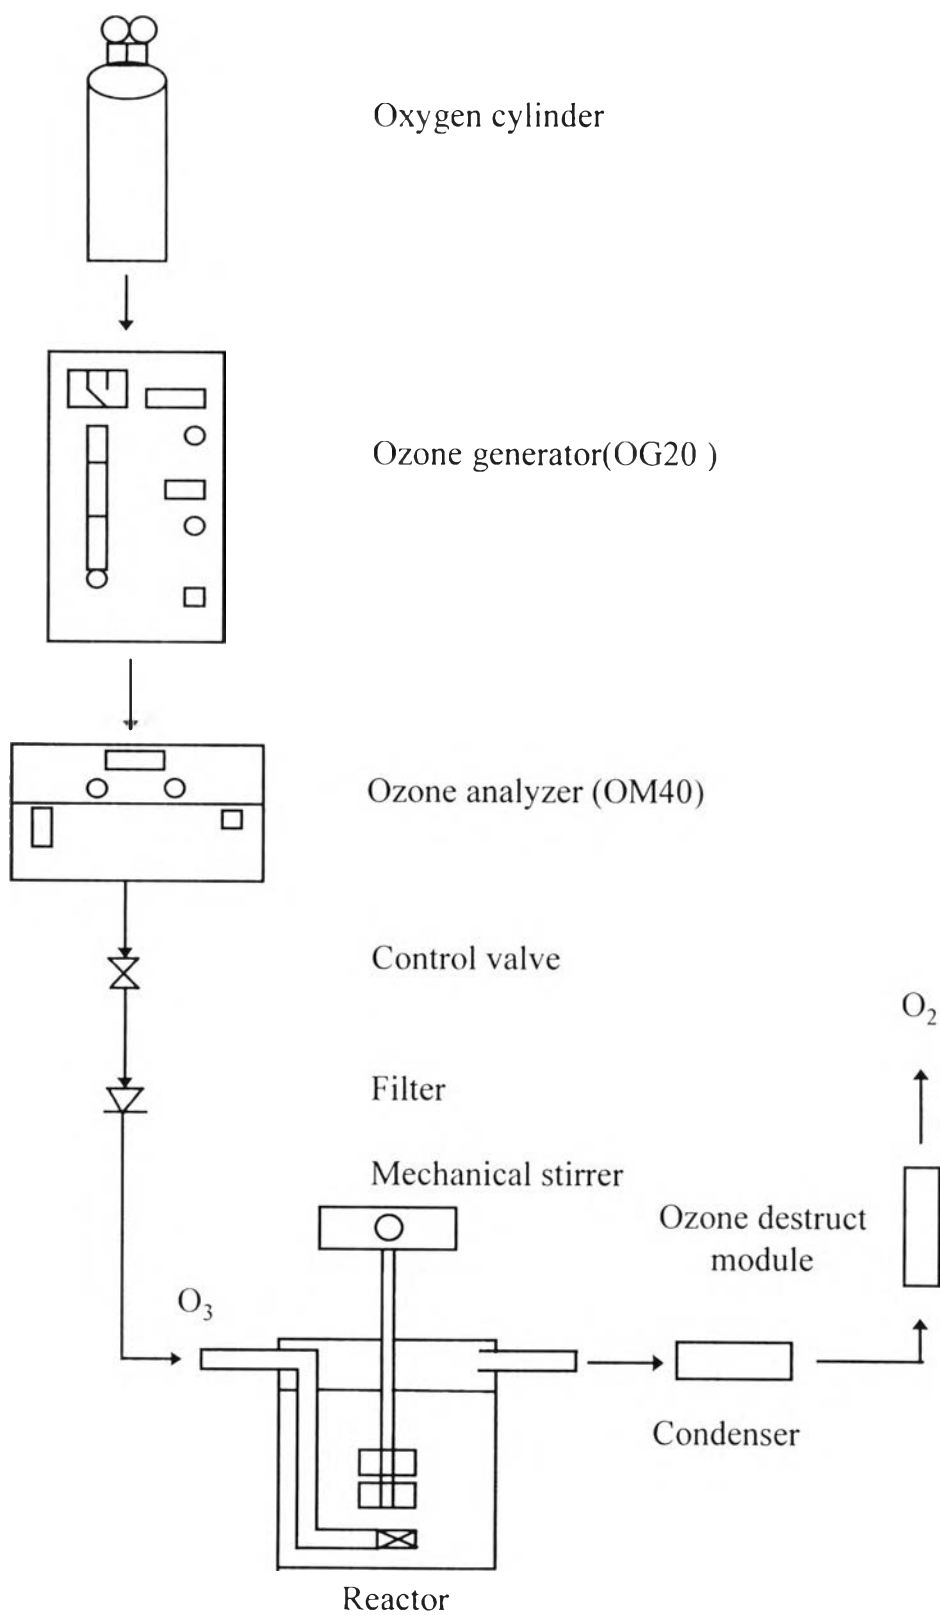 Oxygen cylinder
Ozone generator(OG20 )
Ozone analyzer (OM40)
Control valve
O2
Filter
Mechanical stirrer
Ozone destruct
module
O3
Condenser
Reactor